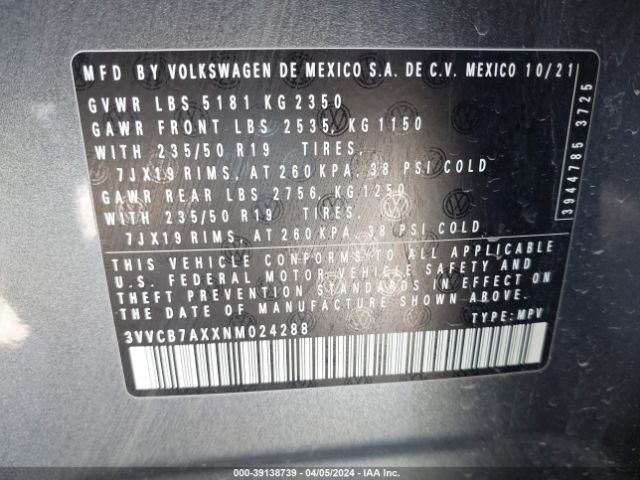 MFD BY VOLKSWAGEN DE MEXICO S.A. DE C.V. MEXICO 10/21
GVWR LBS 5181 KG 2350
GAWR FRONT LBS 2535, KG 1150
WITH 235/50 R19 TIRES,
7JX19 RIMS, AT 260 KPA, 38 PSI COLD
GAWR REAR LBS 2756, KG 1250
WITH 235/50 R19 TIRES,
7JX19 RIMS, AT 260 KPA, 38 PSI COLD
THIS VEHICLE CONFORMS TO ALL APPLICABLE
U.S. FEDERAL MOTOR VEHICLE SAFETY AND
THEFT PREVENTION STANDARDS IN EFFECT ON
THE DATE OF MANUFACTURE SHOWN ABOVE.
3VVCB7AXXNM024288 TYPE: MPV
3944785 3725
000-39138739 / 04/05/2024 - IAA Inc.